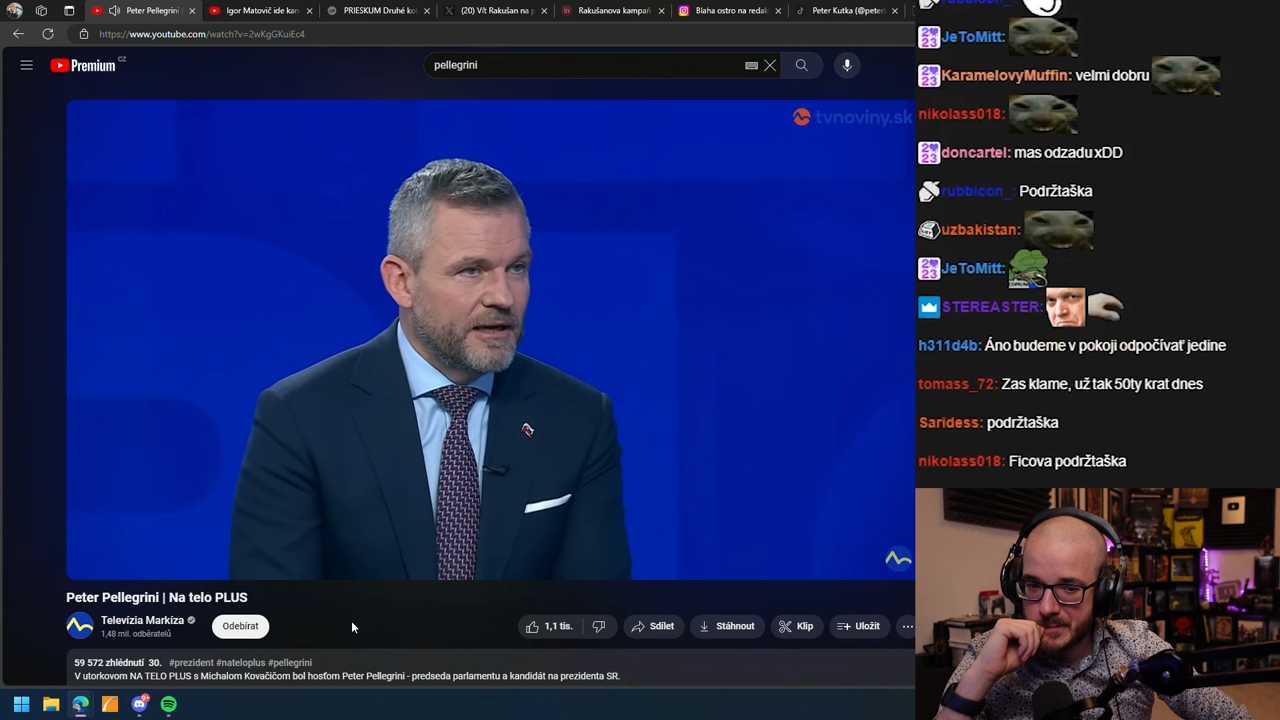 Peter Pellegrini
Igor Matovič ide kan
PRIESKUM Druhé kol
(20) Vít Rakušan na
Rakušanova kampaň
Blaha ostro na redak
Peter Kutka (@peter
https://www.youtube.com/watch?v=2wKgGKuiEc4
Premium CZ
pellegrini
tvnoviny.sk
Peter Pellegrini | Na telo PLUS
Televízia Markíza
1,48 mil. odběratelů
Odebírat
1,1 tis.
Sdílet
Stáhnout
Klip
Uložit
59 572 zhlédnutí 30. #prezident #nateloplus #pellegrini
V utorkovom NA TELO PLUS s Michalom Kovačičom bol hosťom Peter Pellegrini - predseda parlamentu a kandidát na prezidenta SR.
JeToMitt:
KaramelovyMuffin: velmi dobru
nikolass018:
doncartel: mas odzadu xDD
rubbicon_: Podržtaška
uzbakistan:
JeToMitt:
STEREASTER:
h311d4b: Áno budeme v pokoji odpočívať jedine
tomass_72: Zas klame, už tak 50ty krat dnes
Saridess: podržtaška
nikolass018: Ficova podržtaška